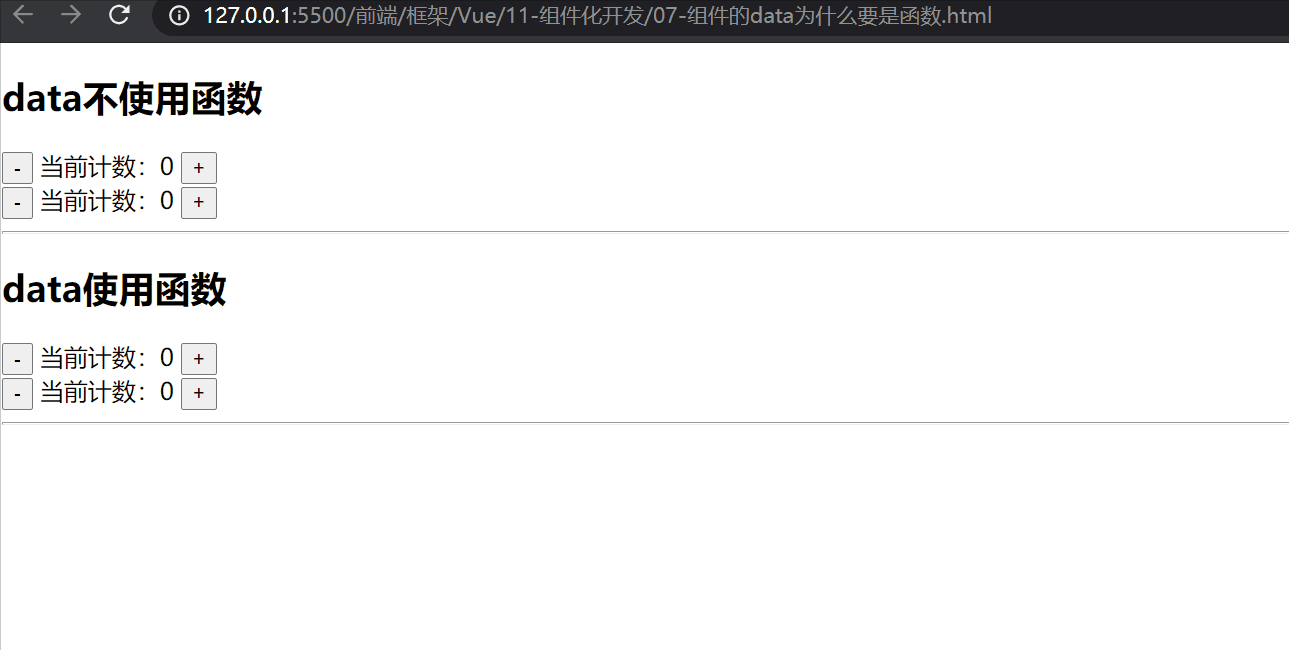 127.0.0.1:5500/前端/框架/Vue/11-组件化开发/07-组件的data为什么要是函数.html
data不使用函数
- 当前计数：0 +
- 当前计数：0 +
data使用函数
- 当前计数：0 +
- 当前计数：0 +